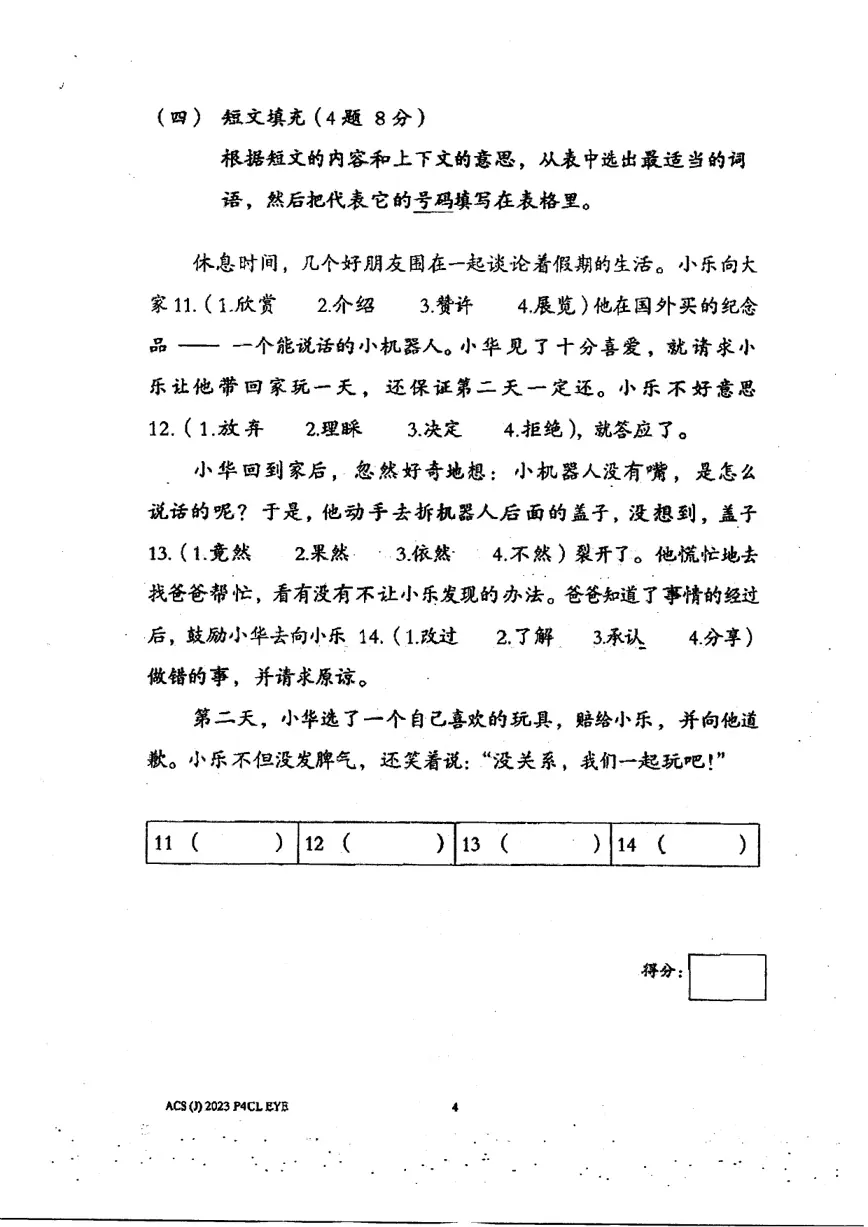 （四） 短文填充（4题 8分）
根据短文的内容和上下文的意思，从表中选出最适当的词
语，然后把代表它的号码填写在表格里。
休息时间，几个好朋友围在一起谈论着假期的生活。小乐向大
家 11.（1.欣赏 2.介绍 3.赞许 4.展览）他在国外买的纪念
品 —— 一个能说话的小机器人。小华见了十分喜爱，就请求小
乐让他带回家玩一天，还保证第二天一定还。小乐不好意思
12.（1.放弃 2.理睬 3.决定 4.拒绝），就答应了。
小华回到家后，忽然好奇地想：小机器人没有嘴，是怎么
说话的呢？于是，他动手去拆机器人后面的盖子，没想到，盖子
13.（1.竟然 2.果然 3.依然 4.不然）裂开了。他慌忙地去
找爸爸帮忙，看有没有不让小乐发现的办法。爸爸知道了事情的经过
后，鼓励小华去向小乐 14.（1.改过 2.了解 3.承认 4.分享）
做错的事，并请求原谅。
第二天，小华选了一个自己喜欢的玩具，赔给小乐，并向他道
歉。小乐不但没发脾气，还笑着说：“没关系，我们一起玩吧！”
11 （ ） 12 （ ） 13 （ ） 14 （ ）
得分：
ACS (J) 2023 P4CL EYE 4